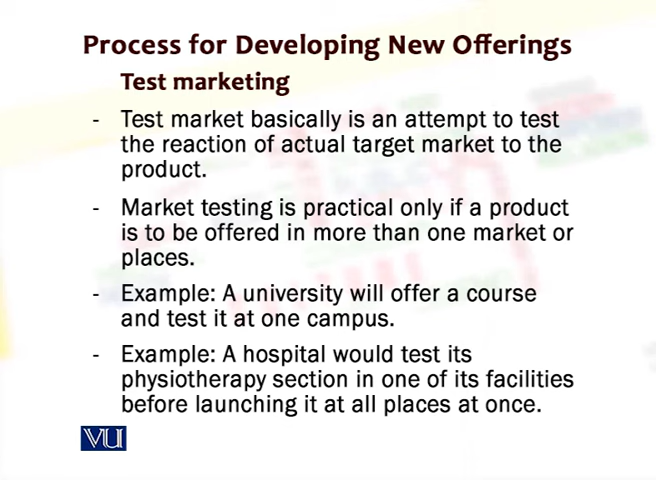 Process for Developing New Offerings
Test marketing
- Test market basically is an attempt to test
the reaction of actual target market to the
product.
- Market testing is practical only if a product
is to be offered in more than one market or
places.
- Example: A university will offer a course
and test it at one campus.
- Example: A hospital would test its
physiotherapy section in one of its facilities
before launching it at all places at once.
VU